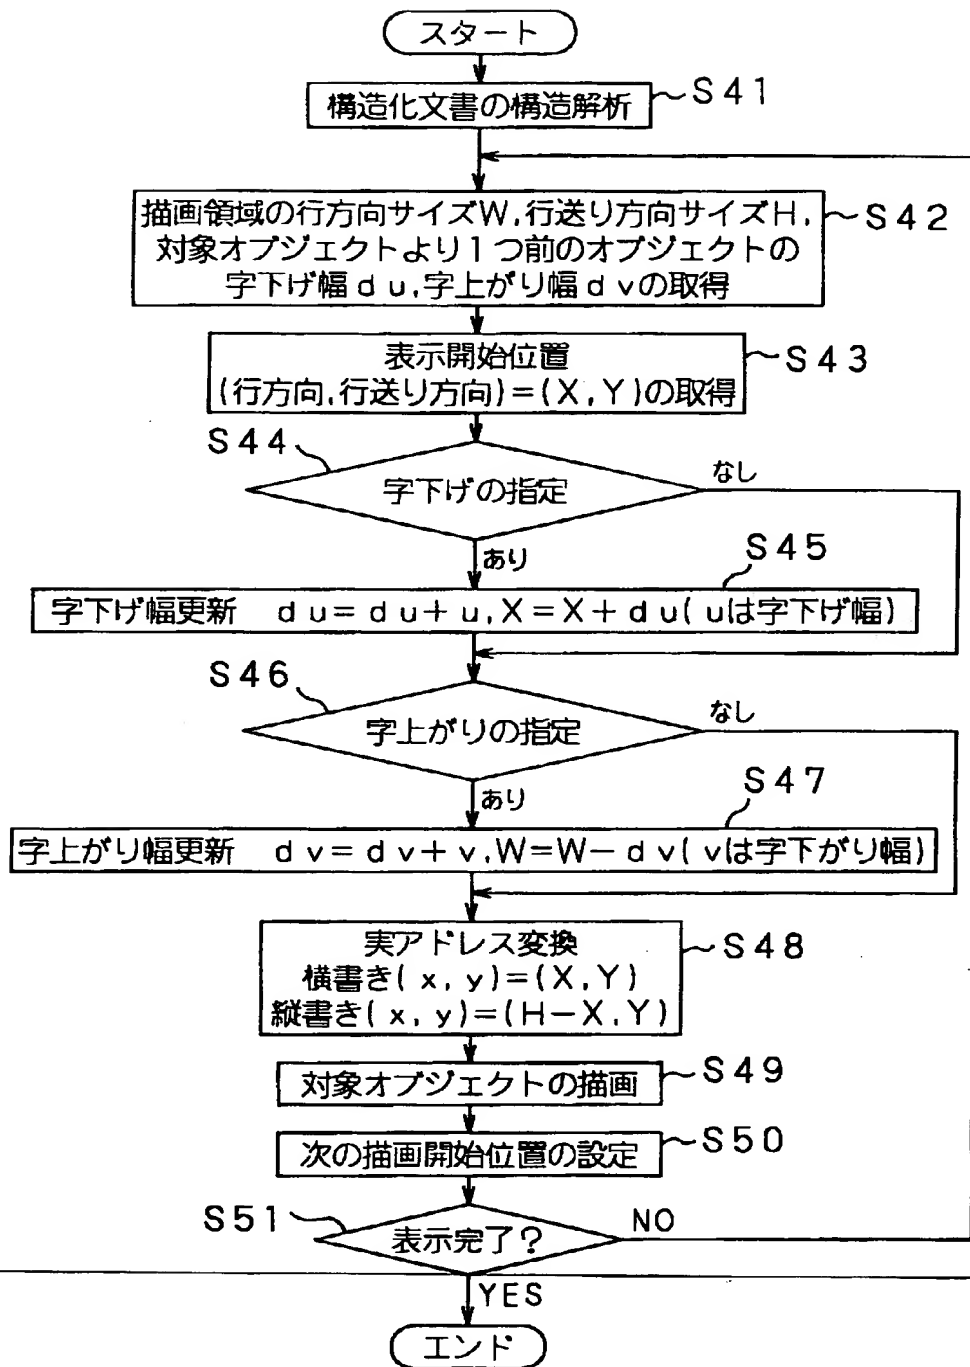 スタート
構造化文書の構造解析
S41
描画領域の行方向サイズW,行送り方向サイズH,
対象オブジェクトより1つ前のオブジェクトの
字下げ幅du,字上がり幅dvの取得
S42
表示開始位置
(行方向,行送り方向)=(X,Y)の取得
S43
S44
字下げの指定
なし
あり
S45
字下げ幅更新 du=du+u,X=X+du(uは字下げ幅)
S46
字上がりの指定
なし
あり
S47
字上がり幅更新 dv=dv+v,W=W-dv(vは字下がり幅)
実アドレス変換
横書き(x,y)=(X,Y)
縦書き(x,y)=(H-X,Y)
S48
対象オブジェクトの描画
S49
次の描画開始位置の設定
S50
S51
表示完了?
NO
YES
エンド